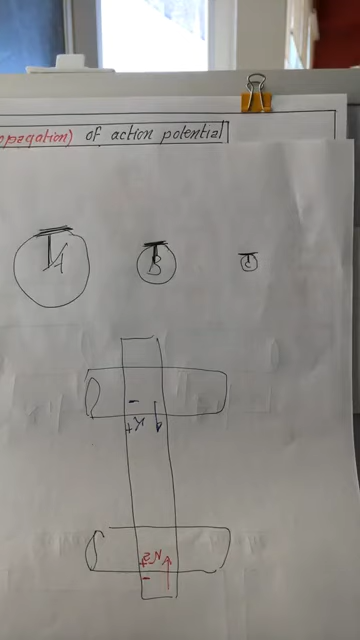 opagation) of action potential
A
B
C
-
K+
Na+
-